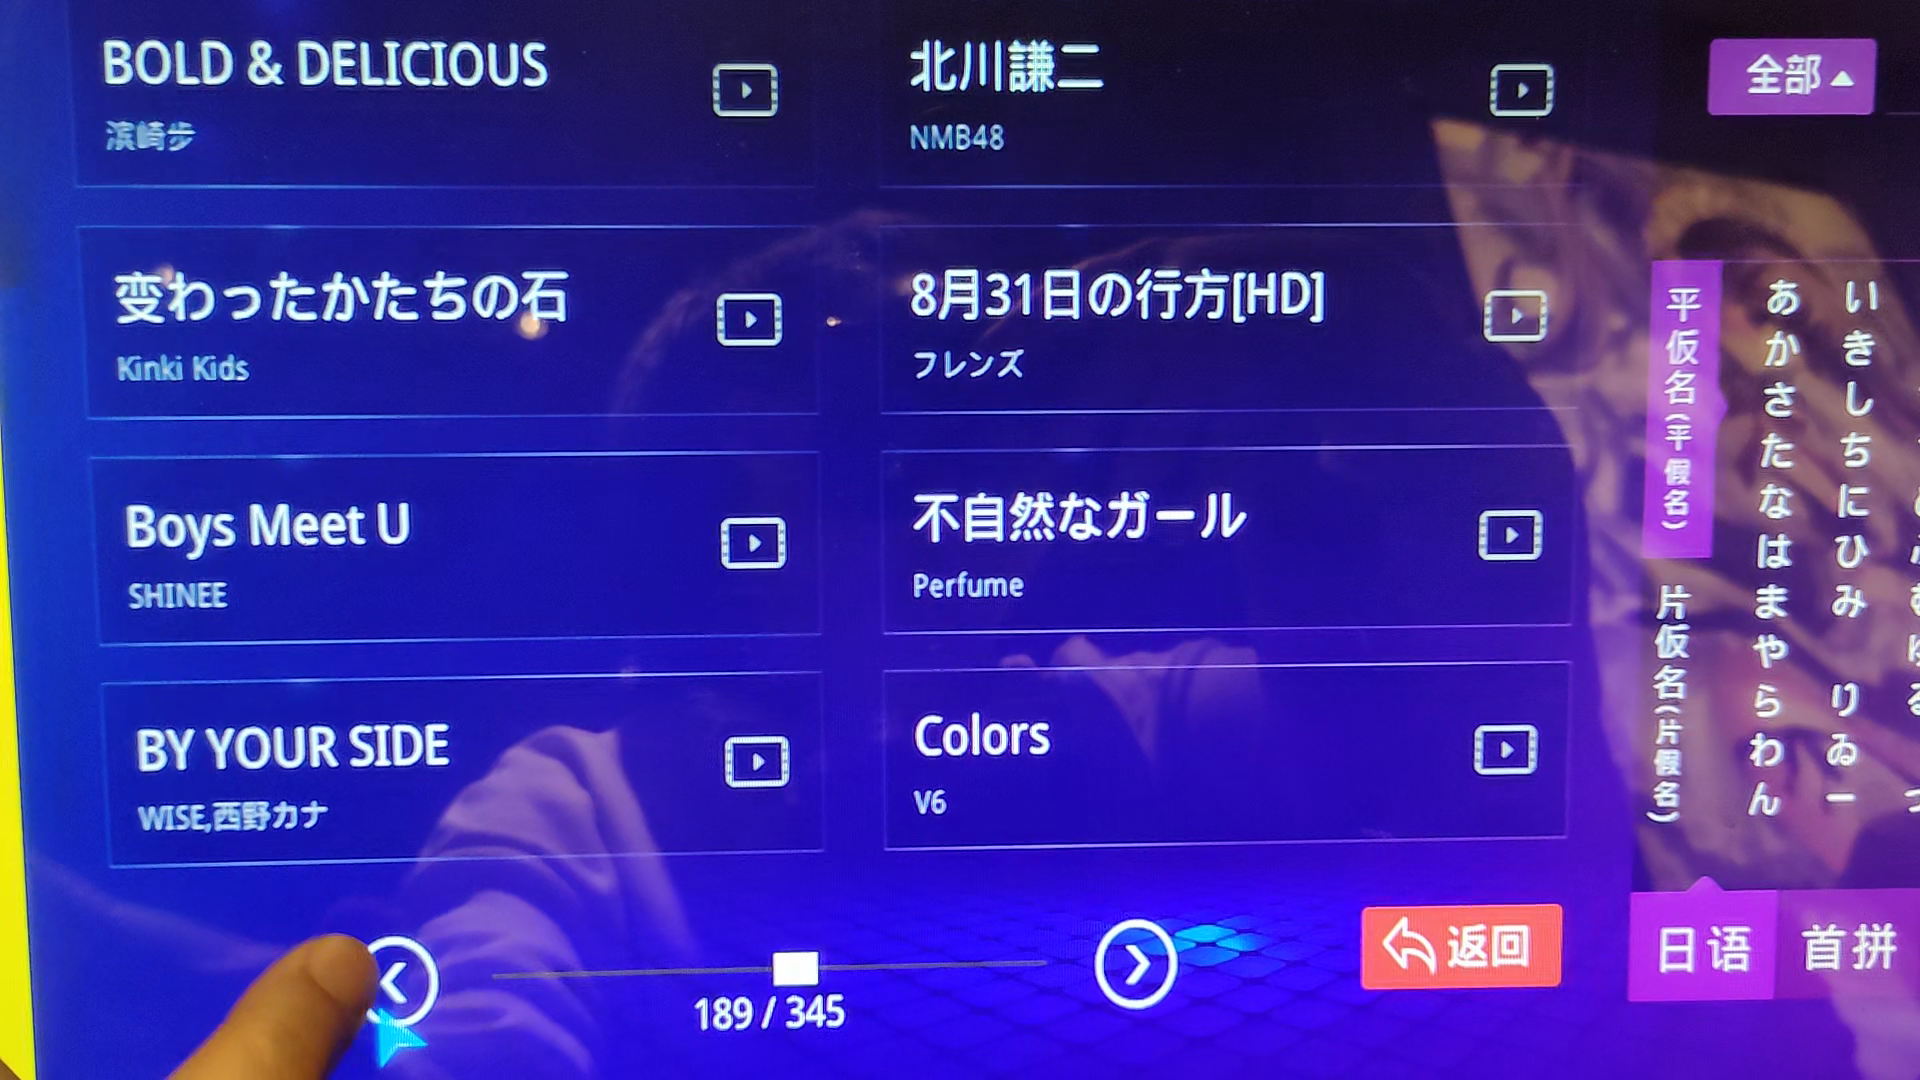 BOLD & DELICIOUS
滨崎步
北川謙二
NMB48
変わったかたちの石
Kinki Kids
8月31日の行方[HD]
フレンズ
Boys Meet U
SHINEE
不自然なガール
Perfume
BY YOUR SIDE
WISE,西野カナ
Colors
V6
189 / 345
返回
全部
平仮名(平假名)
片仮名(片假名)
あかさたなはまやらわん
いきしちにひみ りゐー
日语
首拼